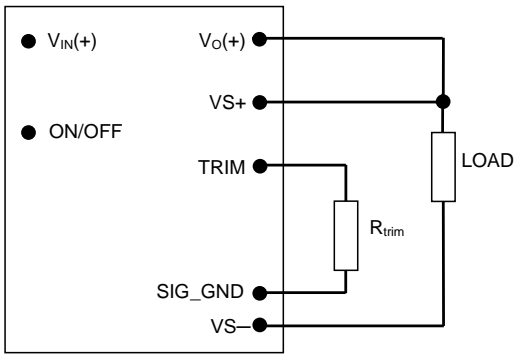 V_IN(+)
V_O(+)
VS+
ON/OFF
LOAD
TRIM
R_trim
SIG_GND
VS─